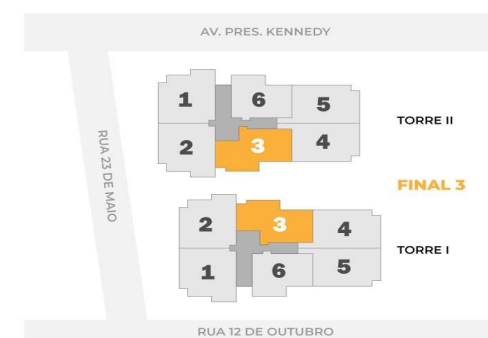 AV. PRES. KENNEDY
1 6 5
TORRE II
2 3 4
RUA 23 DE MAIO
FINAL 3
2 3 4
TORRE I
1 6 5
RUA 12 DE OUTUBRO